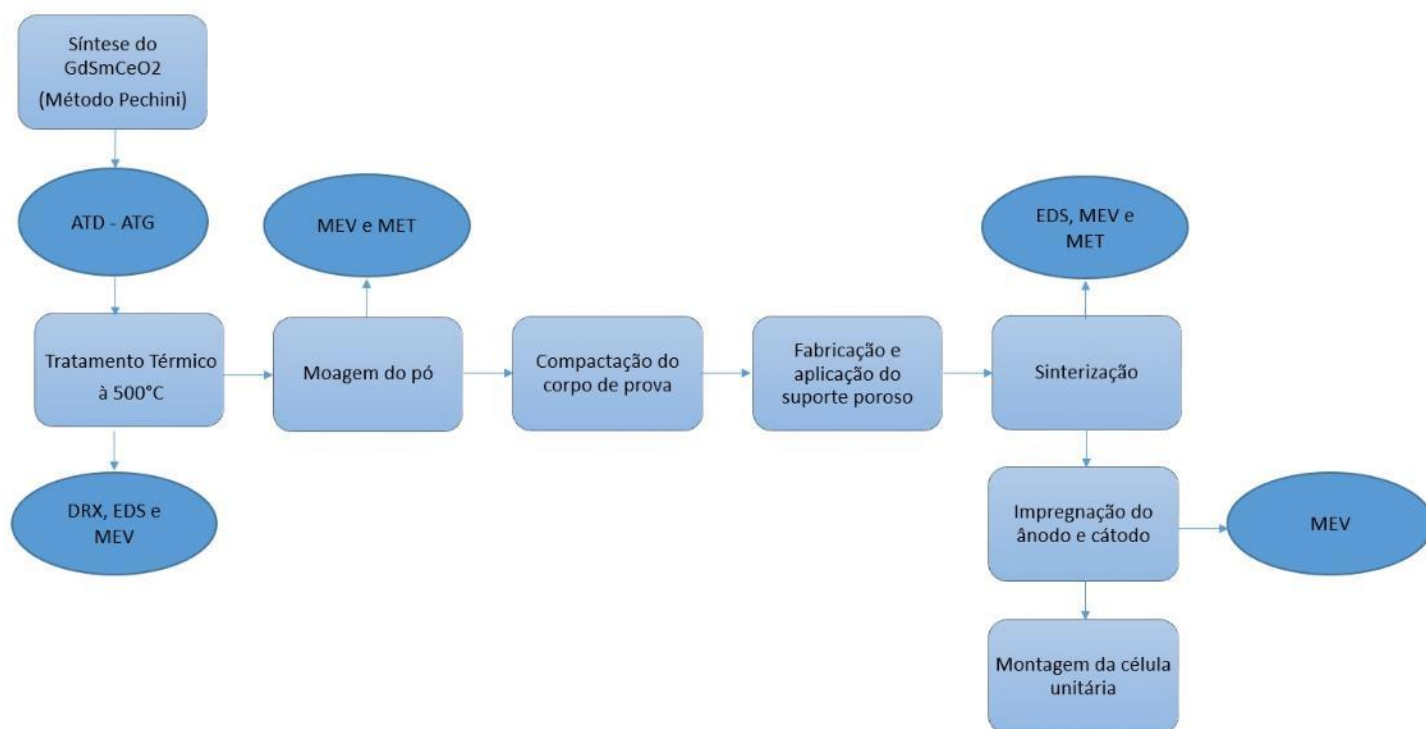 Síntese do
GdSmCeO2
(Método Pechini)
ATD - ATG
MEV e MET
EDS, MEV e
MET
Tratamento Térmico
à 500°C
Moagem do pó
Compactação do
corpo de prova
Fabricação e
aplicação do
suporte poroso
Sinterização
DRX, EDS e
MEV
Impregnação do
ânodo e cátodo
MEV
Montagem da célula
unitária